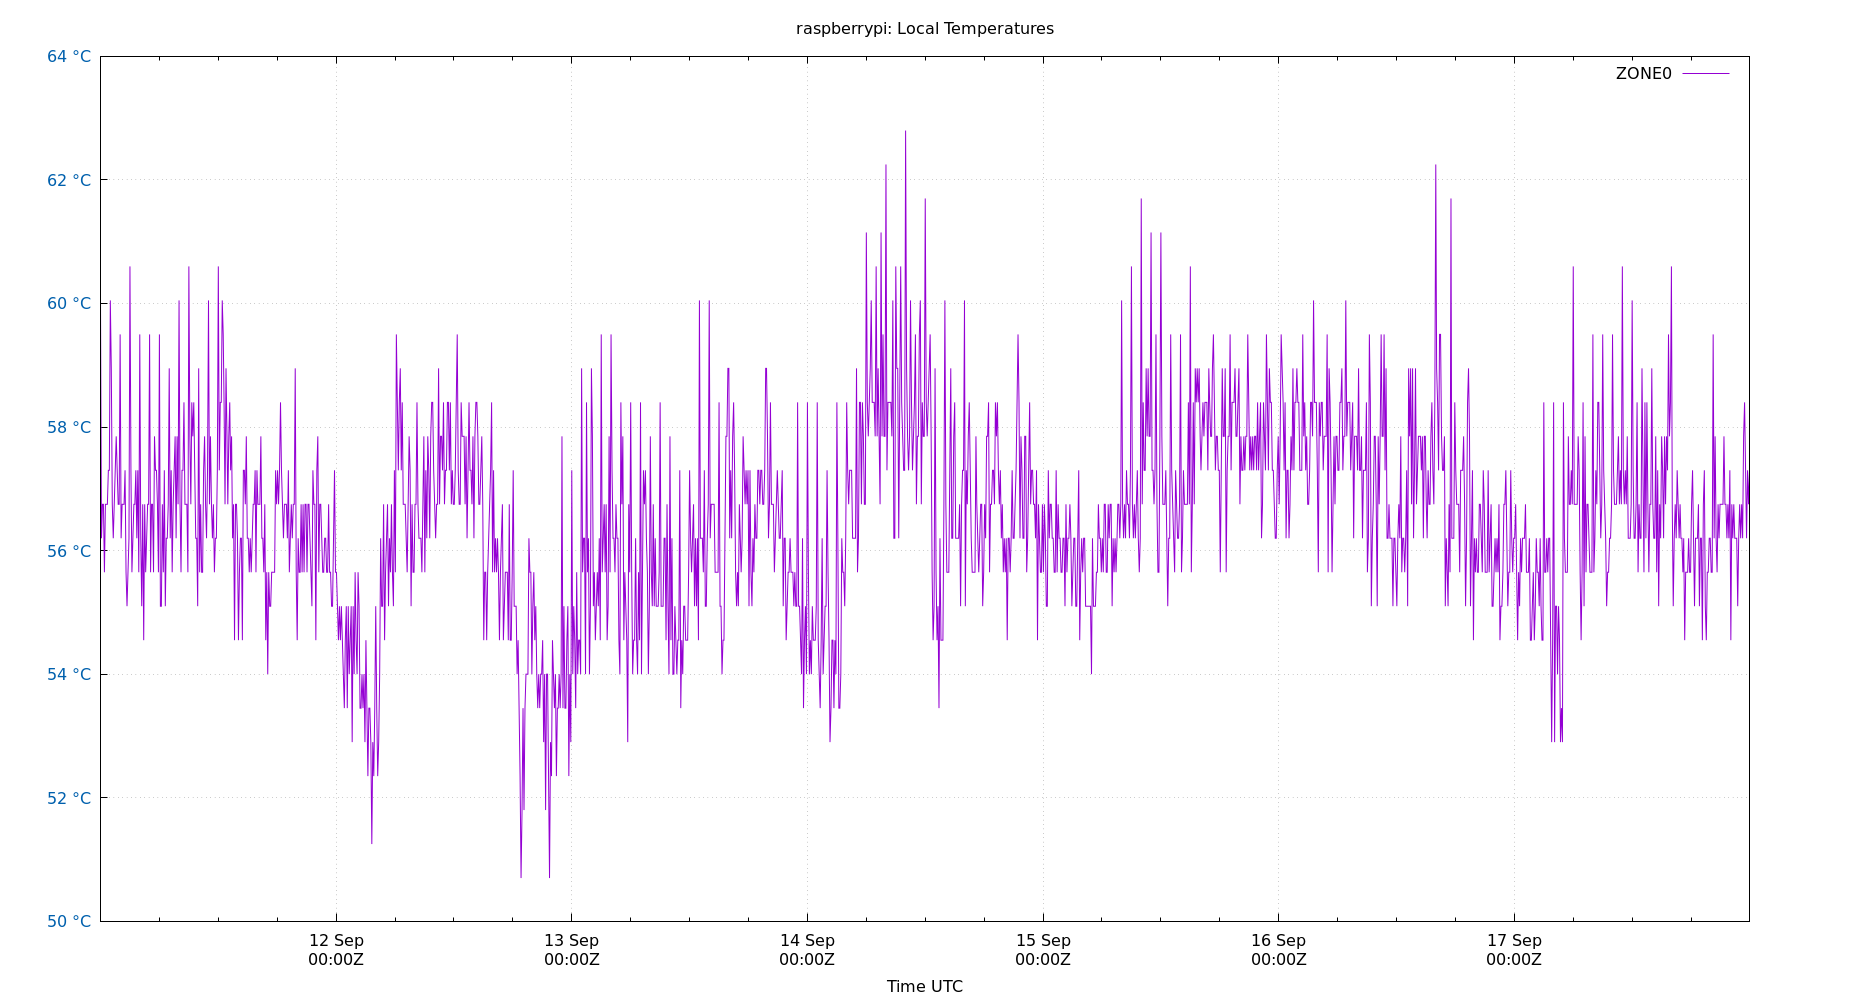 raspberrypi: Local Temperatures
64 °C
ZONE0
62 °C
60 °C
58 °C
56 °C
54 °C
52 °C
50 °C
12 Sep 13 Sep 14 Sep 15 Sep 16 Sep 17 Sep
00:00Z 00:00Z 00:00Z 00:00Z 00:00Z 00:00Z
Time UTC